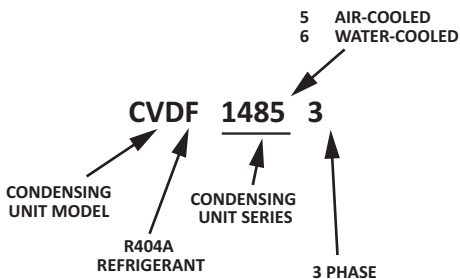 5 AIR-COOLED
6 WATER-COOLED
CVDF 1485 3
CONDENSING
UNIT MODEL
CONDENSING
UNIT SERIES
R404A
REFRIGERANT
3 PHASE